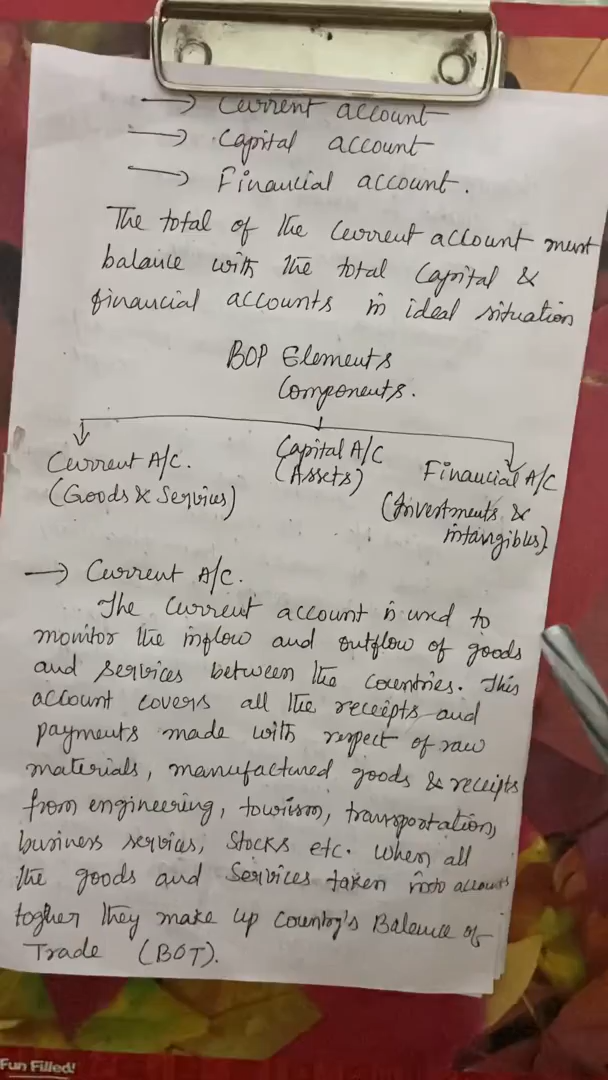 → Current account
→ Capital account
→ Financial account.
The total of the Current account must
balance with the total Capital &
financial accounts in ideal situation
BOP Elements
Components.
Current A/C.
(Goods & Services)
Capital A/C
(Assets)
Financial A/C
(Investments &
intangibles)
→ Current A/c.
The Current account is used to
monitor the inflow and outflow of goods
and services between the Countries. This
account covers all the receipts and
payments made with respect of raw
materials, manufactured goods & receipts
from engineering, tourism, transportation,
business services, Stocks etc. When all
the goods and Services taken into accounts
togher they make up Country's Balance of
Trade (BOT).
Fun Filled!